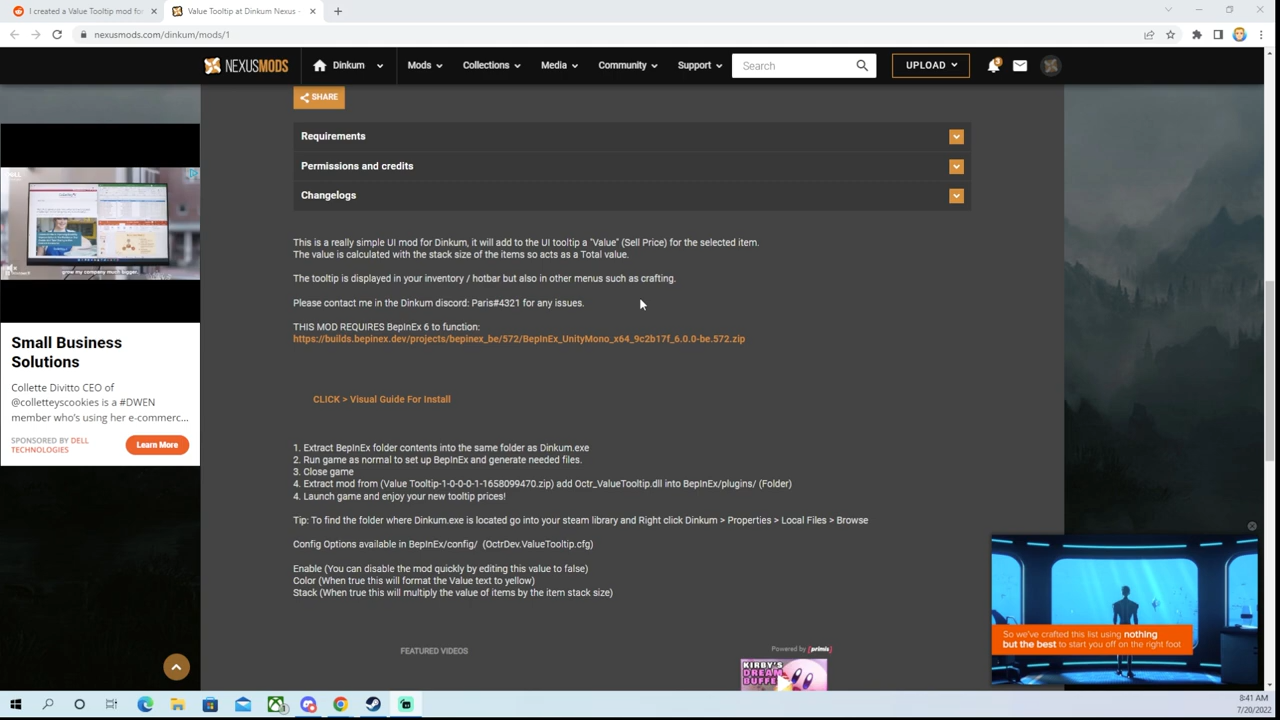 I created a Value Tooltip mod for
Value Tooltip at Dinkum Nexus -
nexusmods.com/dinkum/mods/1
NEXUSMODS
Dinkum
Mods
Collections
Media
Community
Support
Search
UPLOAD
3
SHARE
Requirements
Permissions and credits
Changelogs
This is a really simple UI mod for Dinkum, it will add to the UI tooltip a "Value" (Sell Price) for the selected item.
The value is calculated with the stack size of the items so acts as a Total value.
The tooltip is displayed in your inventory / hotbar but also in other menus such as crafting.
Please contact me in the Dinkum discord: Paris#4321 for any issues.
THIS MOD REQUIRES BepInEx 6 to function:
https://builds.bepinex.dev/projects/bepinex_be/572/BepInEx_UnityMono_x64_9c2b17f_6.0.0-be.572.zip
CLICK > Visual Guide For Install
1. Extract BepInEx folder contents into the same folder as Dinkum.exe
2. Run game as normal to set up BepInEx and generate needed files.
3. Close game
4. Extract mod from (Value Tooltip-1-0-0-0-1-1658099470.zip) add Octr_ValueTooltip.dll into BepInEx/plugins/ (Folder)
4. Launch game and enjoy your new tooltip prices!
Tip: To find the folder where Dinkum.exe is located go into your steam library and Right click Dinkum > Properties > Local Files > Browse
Config Options available in BepInEx/config/ (OctrDev.ValueTooltip.cfg)
Enable (You can disable the mod quickly by editing this value to false)
Color (When true this will format the Value text to yellow)
Stack (When true this will multiply the value of items by the item stack size)
FEATURED VIDEOS
Powered by [primis]
KIRBY'S
DREAM
BUFFE
grow my company much bigger.
Small Business
Solutions
Collette Divitto CEO of
@colletteyscookies is a #DWEN
member who's using her e-commerc...
SPONSORED BY DELL
TECHNOLOGIES
Learn More
So we've crafted this list using nothing
but the best to start you off on the right foot
8:41 AM
7/20/2022